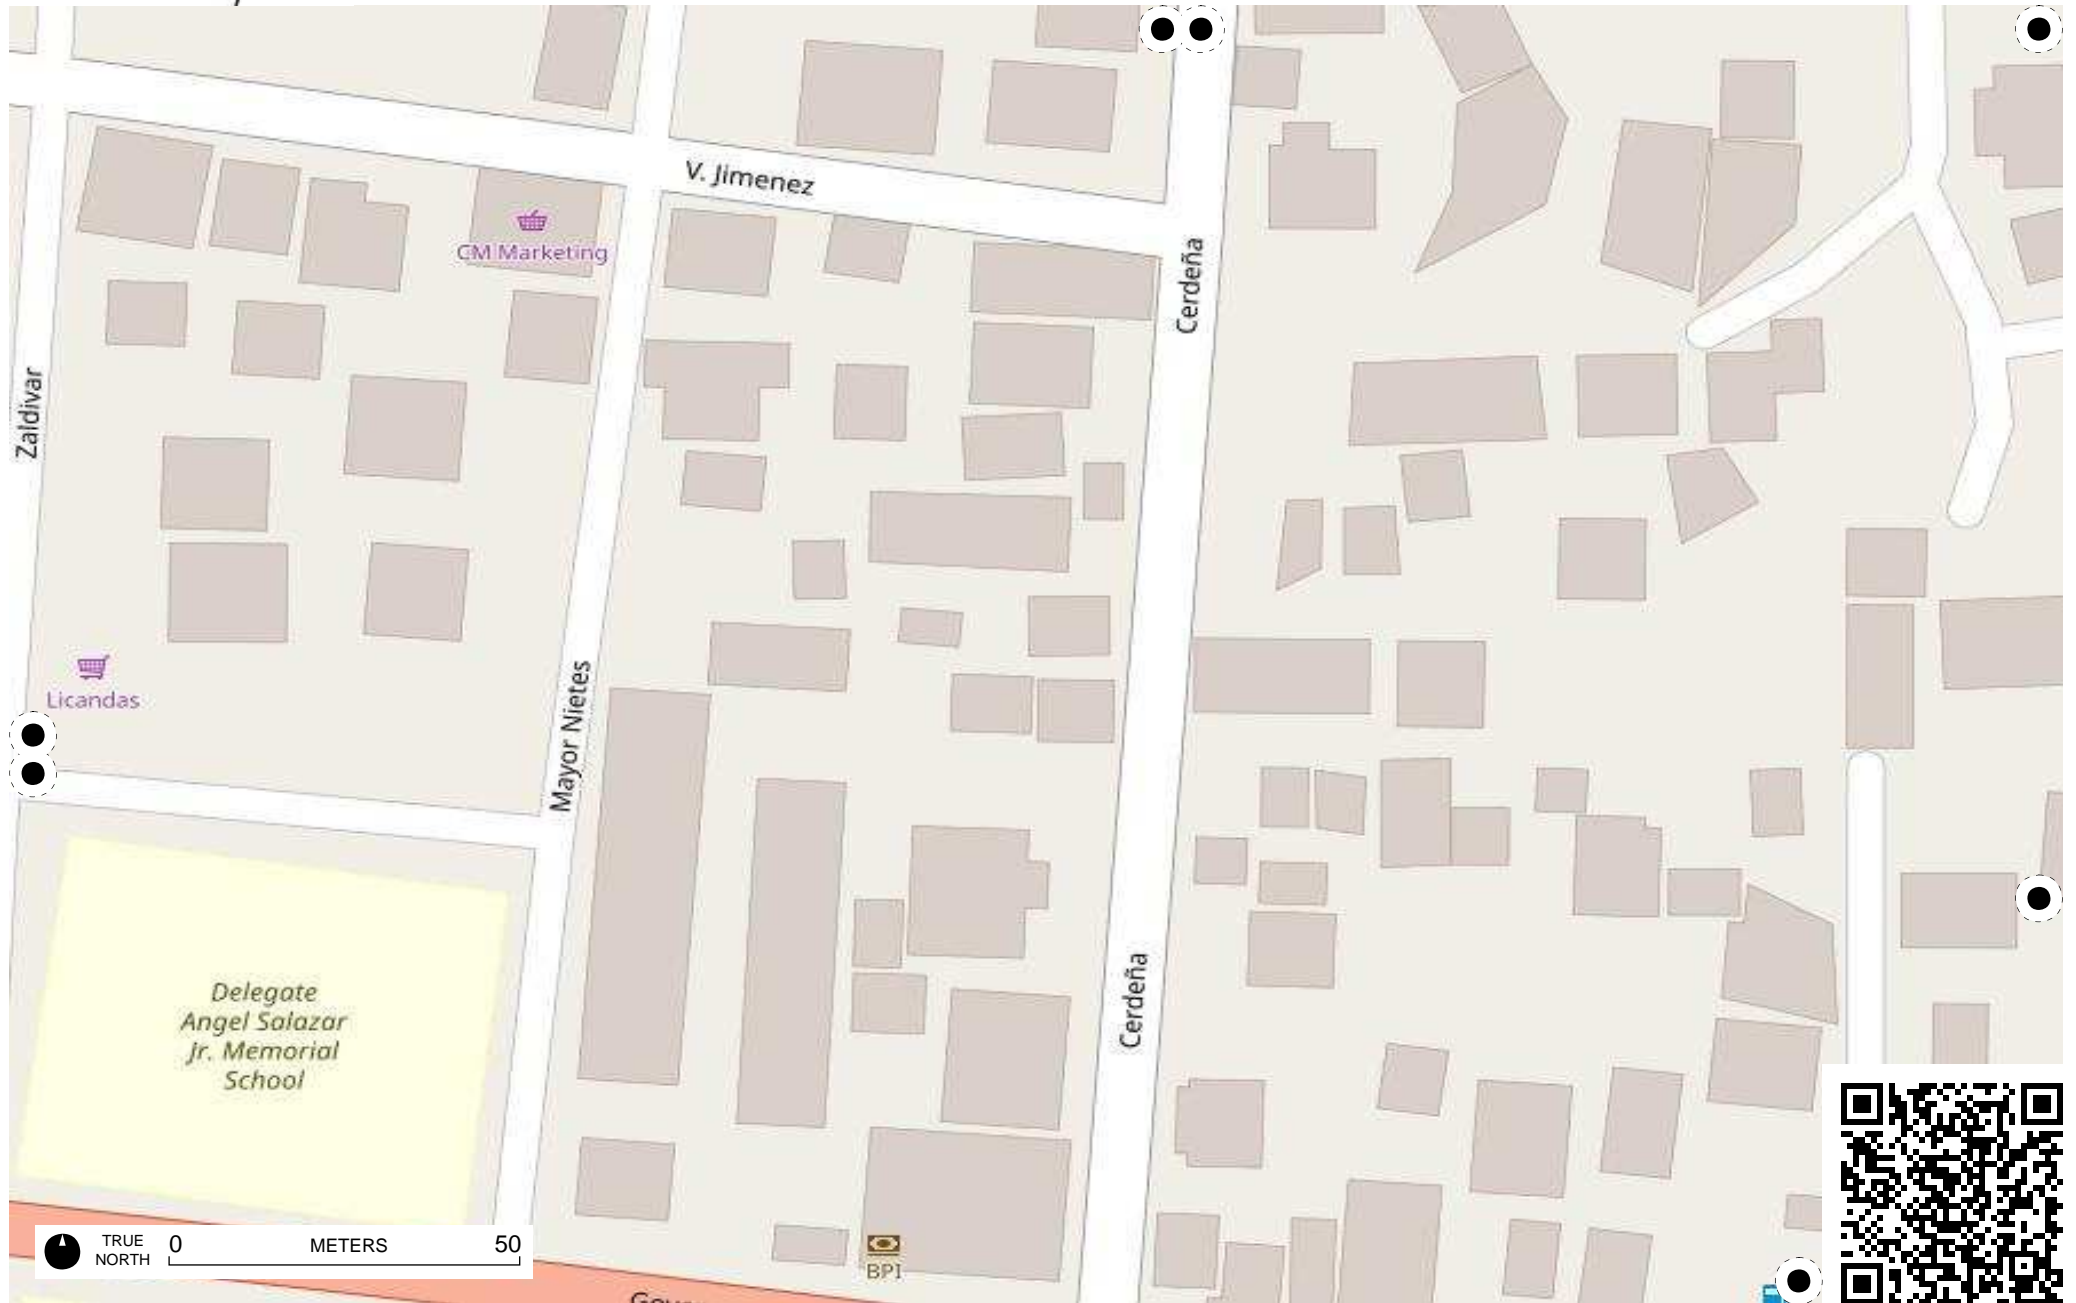 V. Jimenez
CM Marketing
Cerdeña
Zaldivar
Licandas
Mayor Nietes
Delegate
Angel Salazar
Jr. Memorial
School
Cerdeña
TRUE
NORTH
0
METERS
50
BPI